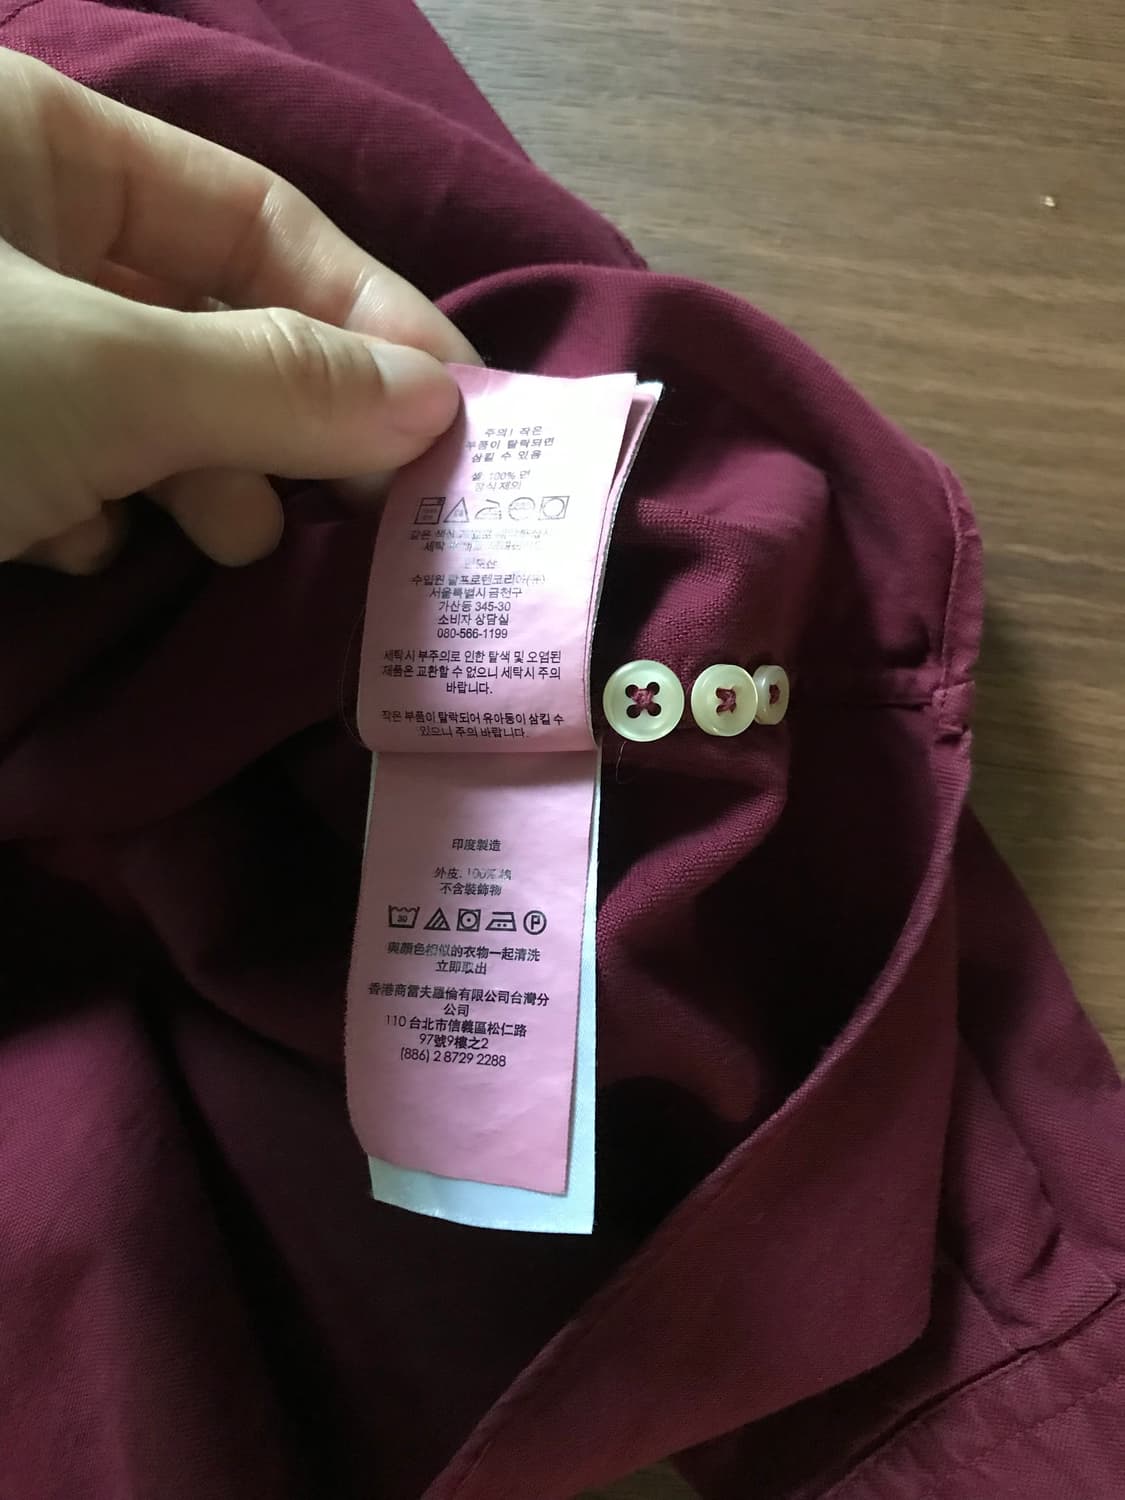 주의! 작은
부품이 탈락되면
삼킬 수 있음
셸: 100% 면
장식 제외
같은 색
세탁
수입원 랄프로렌코리아(유)
서울특별시 금천구
가산동 345-30
소비자 상담실
080-566-1199
세탁시 부주의로 인한 탈색 및 오염된
제품은 교환할 수 없으니 세탁시 주의
바랍니다.
작은 부품이 탈락되어 유아동이 삼킬 수
있으니 주의 바랍니다.
印度製造
外皮: 100% 棉
不含裝飾物
30
P
與顏色相似的衣物一起清洗
立即取出
香港商雷夫羅倫有限公司台灣分
公司
110 台北市信義區松仁路
97號9樓之2
(886) 2 8729 2288